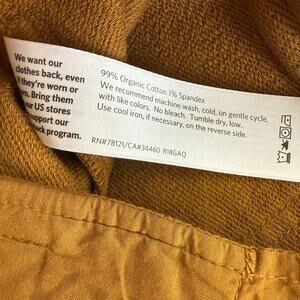 We want our
clothes back, even
if they're worn or
Bring them
US stores
support our
back program.
99% Organic Cotton 1% Spandex
We recommend machine wash, cold, on gentle cycle,
with like colors. No bleach. Tumble dry, low.
Use cool iron, if necessary, on the reverse side.
RN#78121/CA#34460 R18GAQ